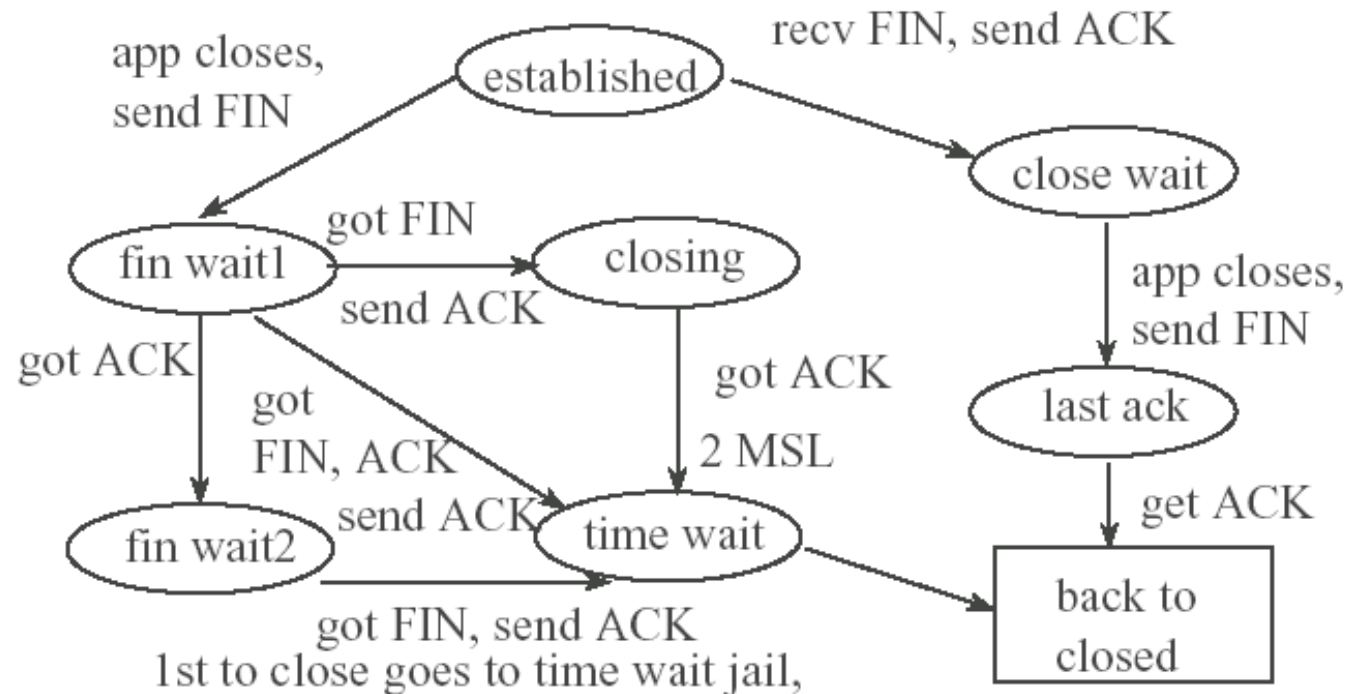 recv FIN, send ACK
app closes,
send FIN
established
close wait
got FIN
fin wait1
closing
send ACK
app closes,
send FIN
got ACK
got ACK
got
FIN, ACK
last ack
2 MSL
send ACK
get ACK
fin wait2
time wait
back to
closed
got FIN, send ACK
1st to close goes to time wait jail,